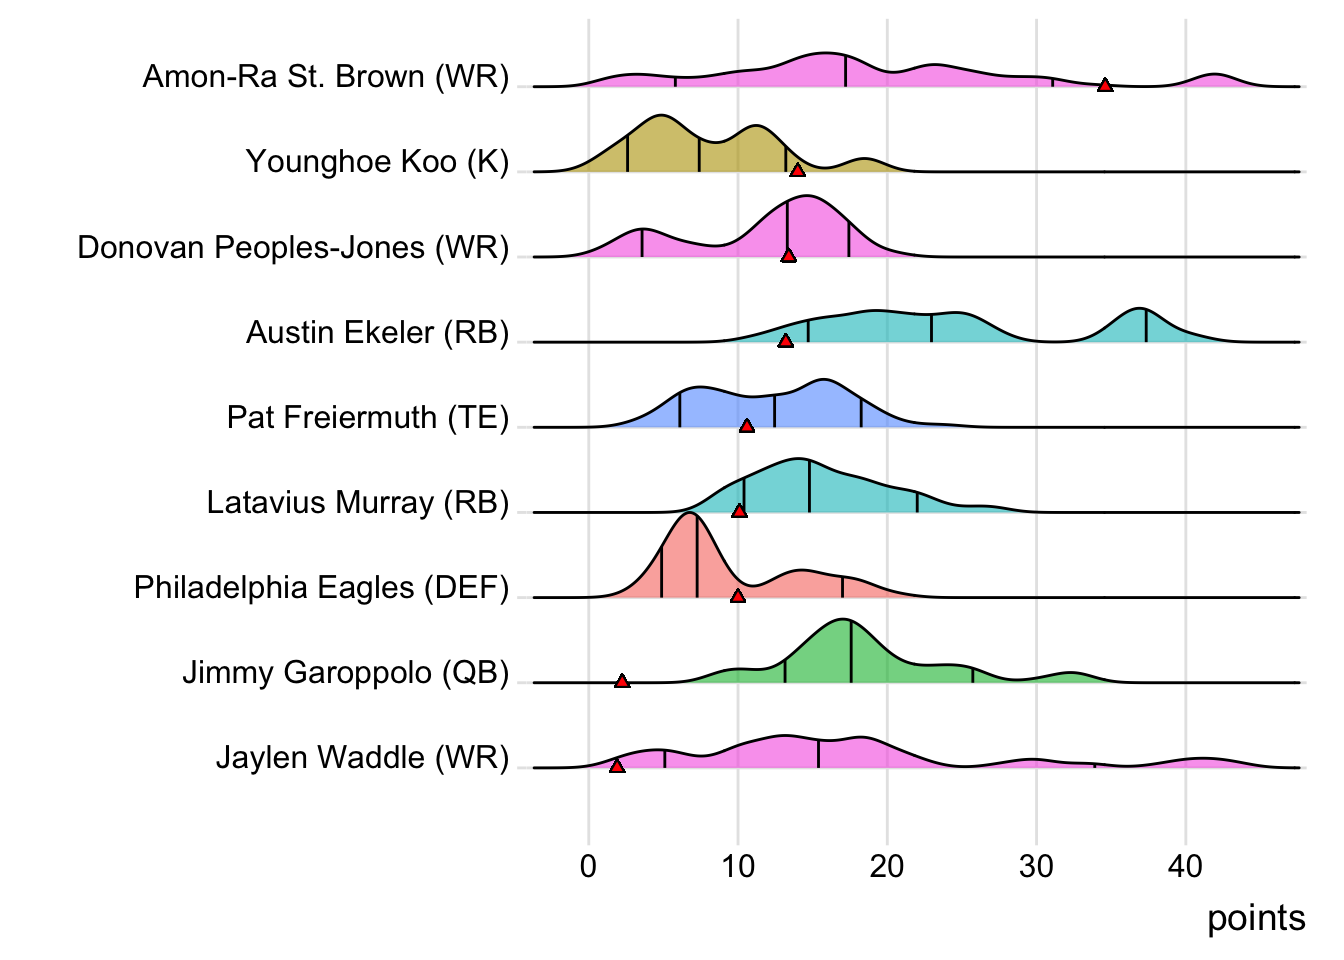 Amon-Ra St. Brown (WR)
Younghoe Koo (K)
Donovan Peoples-Jones (WR)
Austin Ekeler (RB)
Pat Freiermuth (TE)
Latavius Murray (RB)
Philadelphia Eagles (DEF)
Jimmy Garoppolo (QB)
Jaylen Waddle (WR)
0 10 20 30 40
points